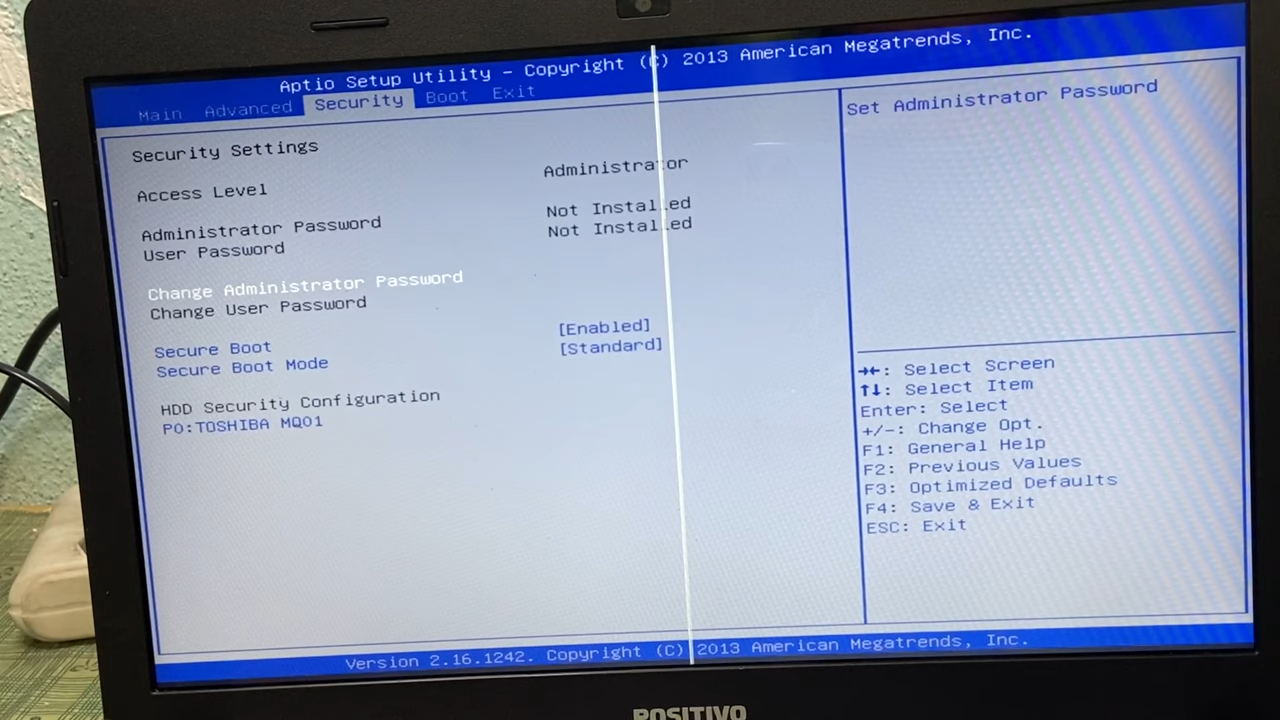 Aptio Setup Utility – Copyright (C) 2013 American Megatrends, Inc.
Main Advanced Security Boot Exit
Security Settings
Access Level Administrator
Administrator Password Not Installed
User Password Not Installed
Change Administrator Password
Change User Password
Secure Boot [Enabled]
Secure Boot Mode [Standard]
HDD Security Configuration
P0:TOSHIBA MQ01
Set Administrator Password
→←: Select Screen
↑↓: Select Item
Enter: Select
+/-: Change Opt.
F1: General Help
F2: Previous Values
F3: Optimized Defaults
F4: Save & Exit
ESC: Exit
Version 2.16.1242. Copyright (C) 2013 American Megatrends, Inc.
POSITIVO